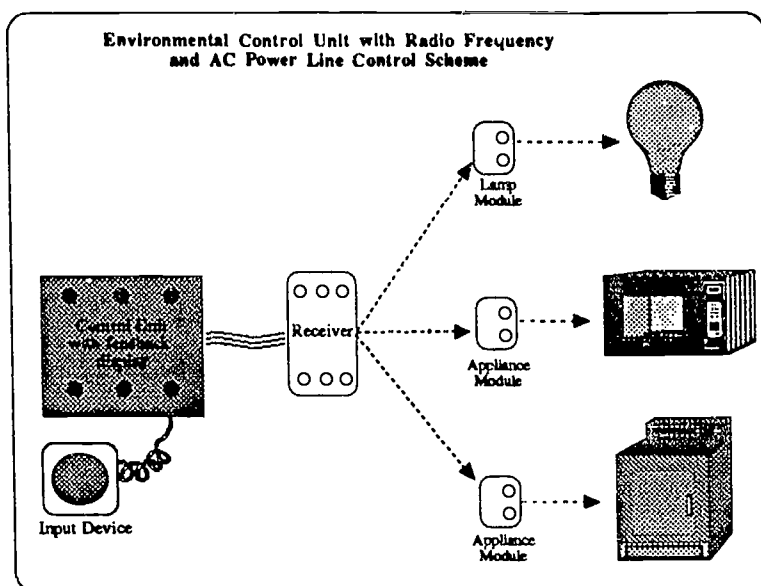 Environmental Control Unit with Radio Frequency
and AC Power Line Control Scheme
Lamp
Module
Control Unit
with feedback
display
Receiver
Appliance
Module
Input Device
Appliance
Module